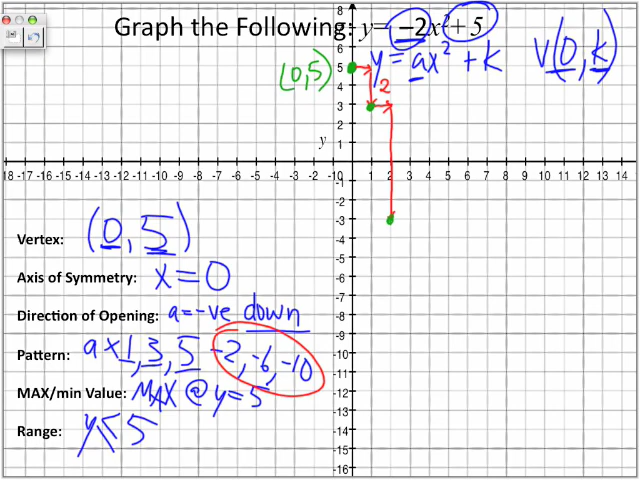 Graph the Following: y= −2x²+5
y = ax² + k
V(0, k)
(0,5)
2
8
7
6
5
4
3
2
1
y
-18 -17 -16 -15 -14 -13 -12 -11 -10 -9 -8 -7 -6 -5 -4 -3 -2 -1 0 1 2 3 4 5 6 7 8 9 10 11 12 13 14
-1
-2
-3
-4
-5
-6
-7
-8
-9
-10
-11
-12
-13
-14
-15
-16
Vertex: (0, 5)
Axis of Symmetry: x=0
Direction of Opening: a=-ve down
Pattern: a×1, 3, 5 -2, -6, -10
MAX/min Value: MAX @ y=5
Range: y≤5